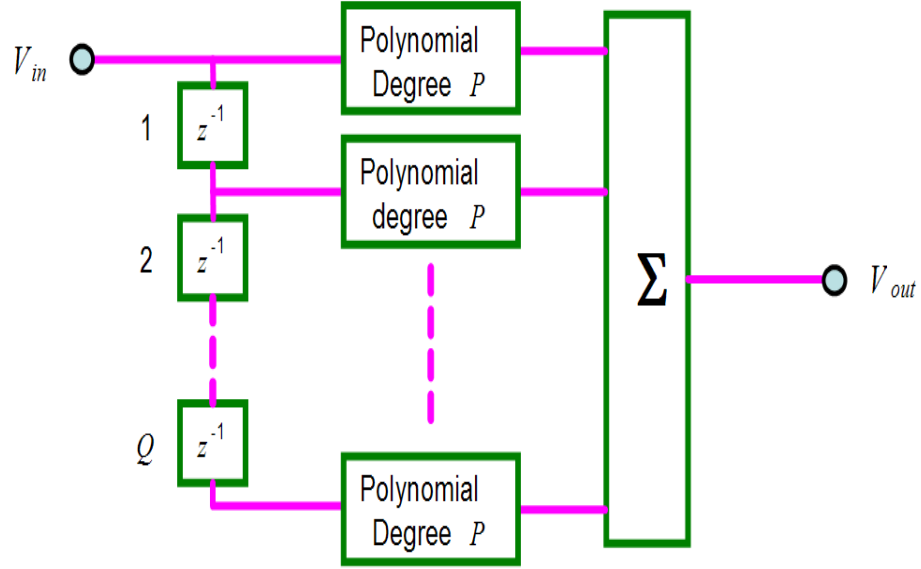 V_in
Polynomial
Degree P
1
z^-1
Polynomial
degree P
2
z^-1
Σ
V_out
Q
z^-1
Polynomial
Degree P